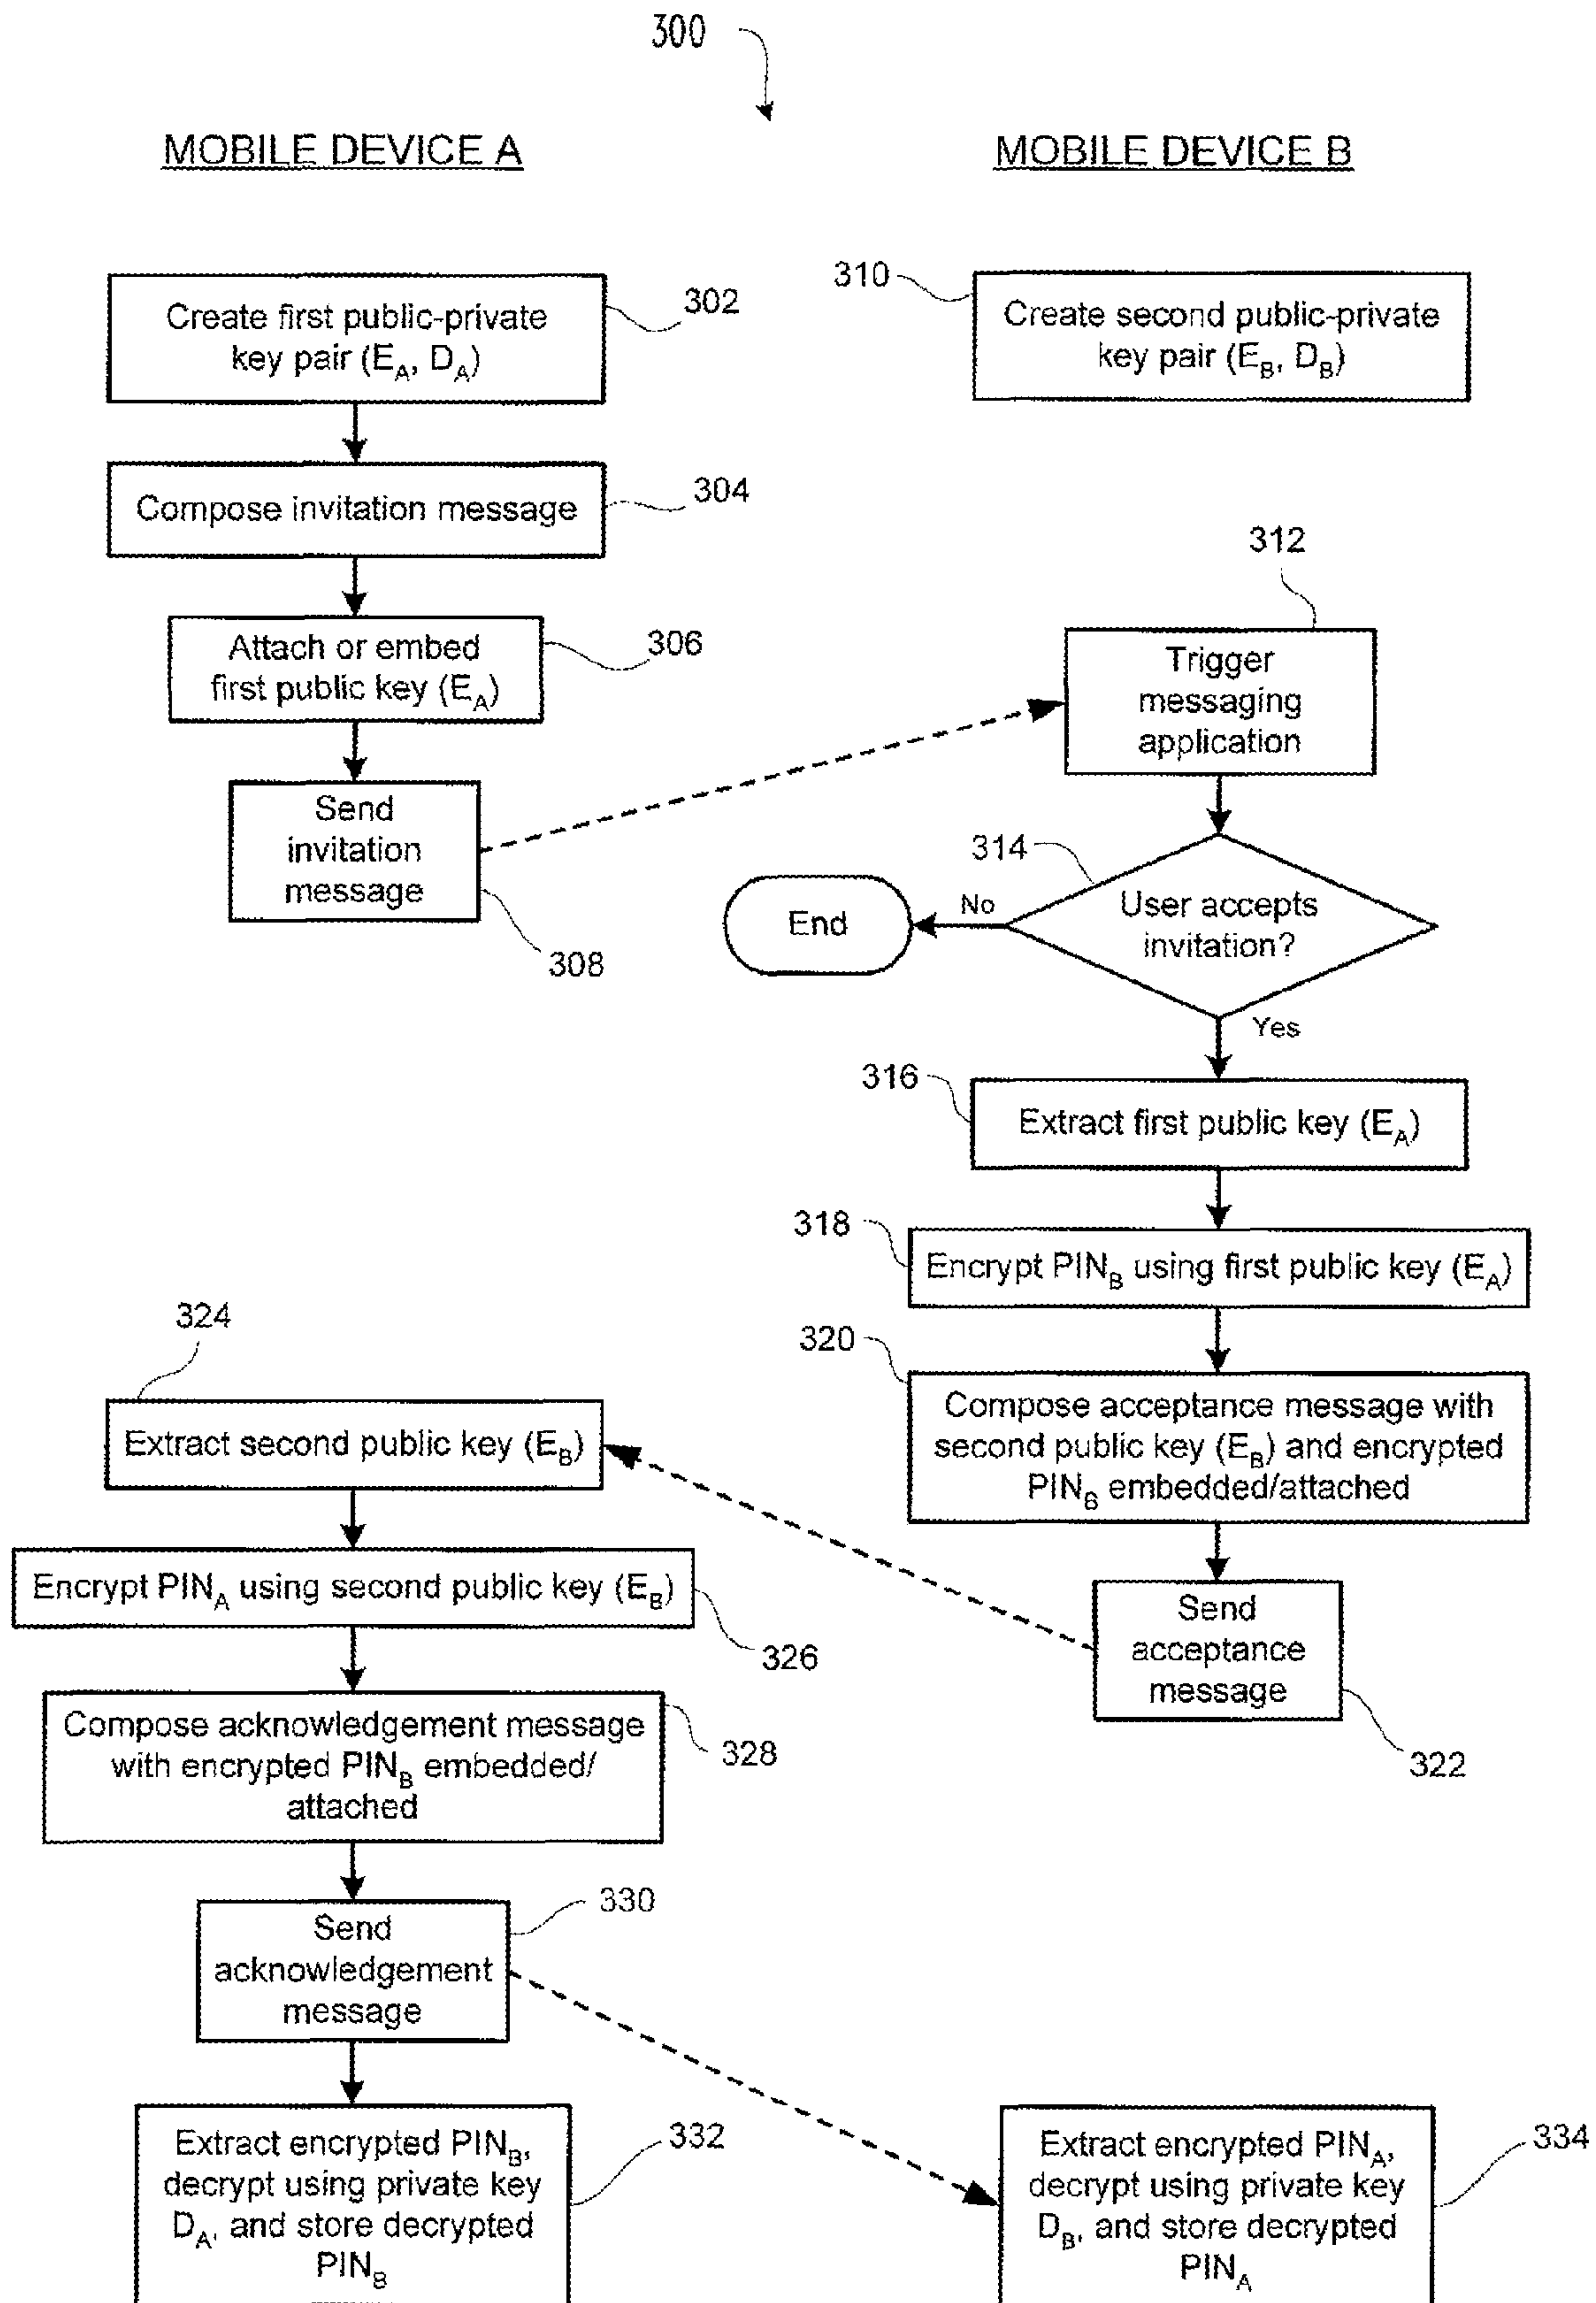 300
MOBILE DEVICE A
MOBILE DEVICE B
Create first public-private
key pair (E_A, D_A)
302
310
Create second public-private
key pair (E_B, D_B)
Compose invitation message
304
Attach or embed
first public key (E_A)
306
Send
invitation
message
308
312
Trigger
messaging
application
314
User accepts
invitation?
No
End
Yes
316
Extract first public key (E_A)
318
Encrypt PIN_B using first public key (E_A)
320
Compose acceptance message with
second public key (E_B) and encrypted
PIN_B embedded/attached
Send
acceptance
message
322
324
Extract second public key (E_B)
Encrypt PIN_A using second public key (E_B)
326
Compose acknowledgement message
with encrypted PIN_B embedded/
attached
328
Send
acknowledgement
message
330
Extract encrypted PIN_B,
decrypt using private key
D_A, and store decrypted
PIN_B
332
Extract encrypted PIN_A,
decrypt using private key
D_B, and store decrypted
PIN_A
334